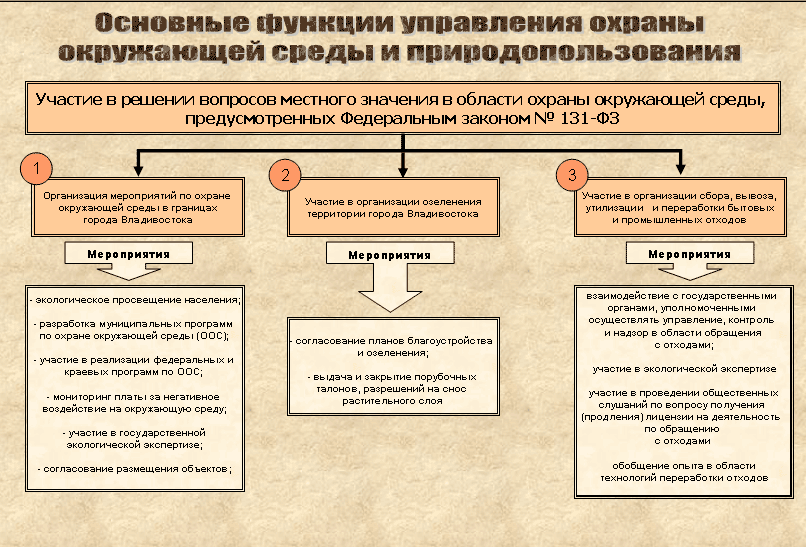 Основные функции управления охраны
окружающей среды и природопользования
Участие в решении вопросов местного значения в области охраны окружающей среды,
предусмотренных Федеральным законом № 131-ФЗ
1
Организация мероприятий по охране
окружающей среды в границах
города Владивостока
Мероприятия
- экологическое просвещение населения;
- разработка муниципальных программ
по охране окружающей среды (ООС);
- участие в реализации федеральных и
краевых программ по ООС;
- мониторинг платы за негативное
воздействие на окружающую среду;
- участие в государственной
экологической экспертизе;
- согласование размещения объектов;
2
Участие в организации озеленения
территории города Владивостока
Мероприятия
- согласование планов благоустройства
и озеленения;
- выдача и закрытие порубочных
талонов, разрешений на снос
растительного слоя
3
Участие в организации сбора, вывоза,
утилизации и переработки бытовых
и промышленных отходов
Мероприятия
взаимодействие с государственными
органами, уполномоченными
осуществлять управление, контроль
и надзор в области обращения
с отходами;
участие в экологической экспертизе
участие в проведении общественных
слушаний по вопросу получения
(продления) лицензии на деятельность
по обращению
с отходами
обобщение опыта в области
технологий переработки отходов